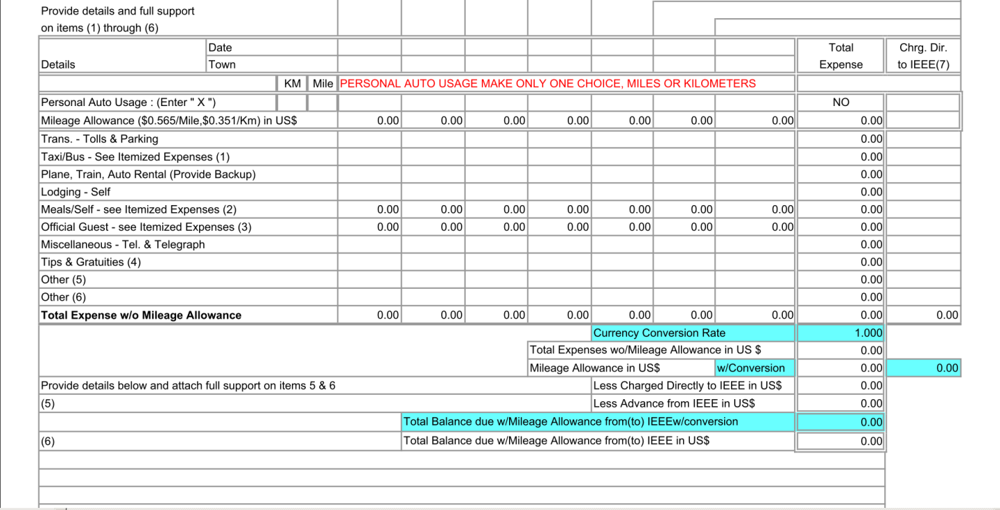 Provide details and full support
on items (1) through (6)
Date Total Chrg. Dir.
Details Town Expense to IEEE(7)
KM Mile PERSONAL AUTO USAGE MAKE ONLY ONE CHOICE, MILES OR KILOMETERS
Personal Auto Usage : (Enter " X ") NO
Mileage Allowance ($0.565/Mile,$0.351/Km) in US$ 0.00 0.00 0.00 0.00 0.00 0.00 0.00 0.00
Trans. - Tolls & Parking 0.00
Taxi/Bus - See Itemized Expenses (1) 0.00
Plane, Train, Auto Rental (Provide Backup) 0.00
Lodging - Self 0.00
Meals/Self - see Itemized Expenses (2) 0.00 0.00 0.00 0.00 0.00 0.00 0.00 0.00
Official Guest - see Itemized Expenses (3) 0.00 0.00 0.00 0.00 0.00 0.00 0.00 0.00
Miscellaneous - Tel. & Telegraph 0.00
Tips & Gratuities (4) 0.00
Other (5) 0.00
Other (6) 0.00
Total Expense w/o Mileage Allowance 0.00 0.00 0.00 0.00 0.00 0.00 0.00 0.00 0.00
Currency Conversion Rate 1.000
Total Expenses wo/Mileage Allowance in US $ 0.00
Mileage Allowance in US$ w/Conversion 0.00 0.00
Provide details below and attach full support on items 5 & 6 Less Charged Directly to IEEE in US$ 0.00
(5) Less Advance from IEEE in US$ 0.00
Total Balance due w/Mileage Allowance from(to) IEEEw/conversion 0.00
(6) Total Balance due w/Mileage Allowance from(to) IEEE in US$ 0.00